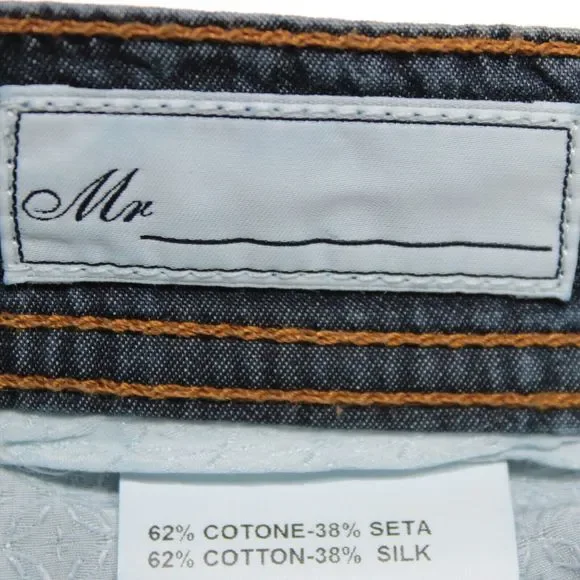 Mr
62% COTONE-38% SETA
62% COTTON-38% SILK